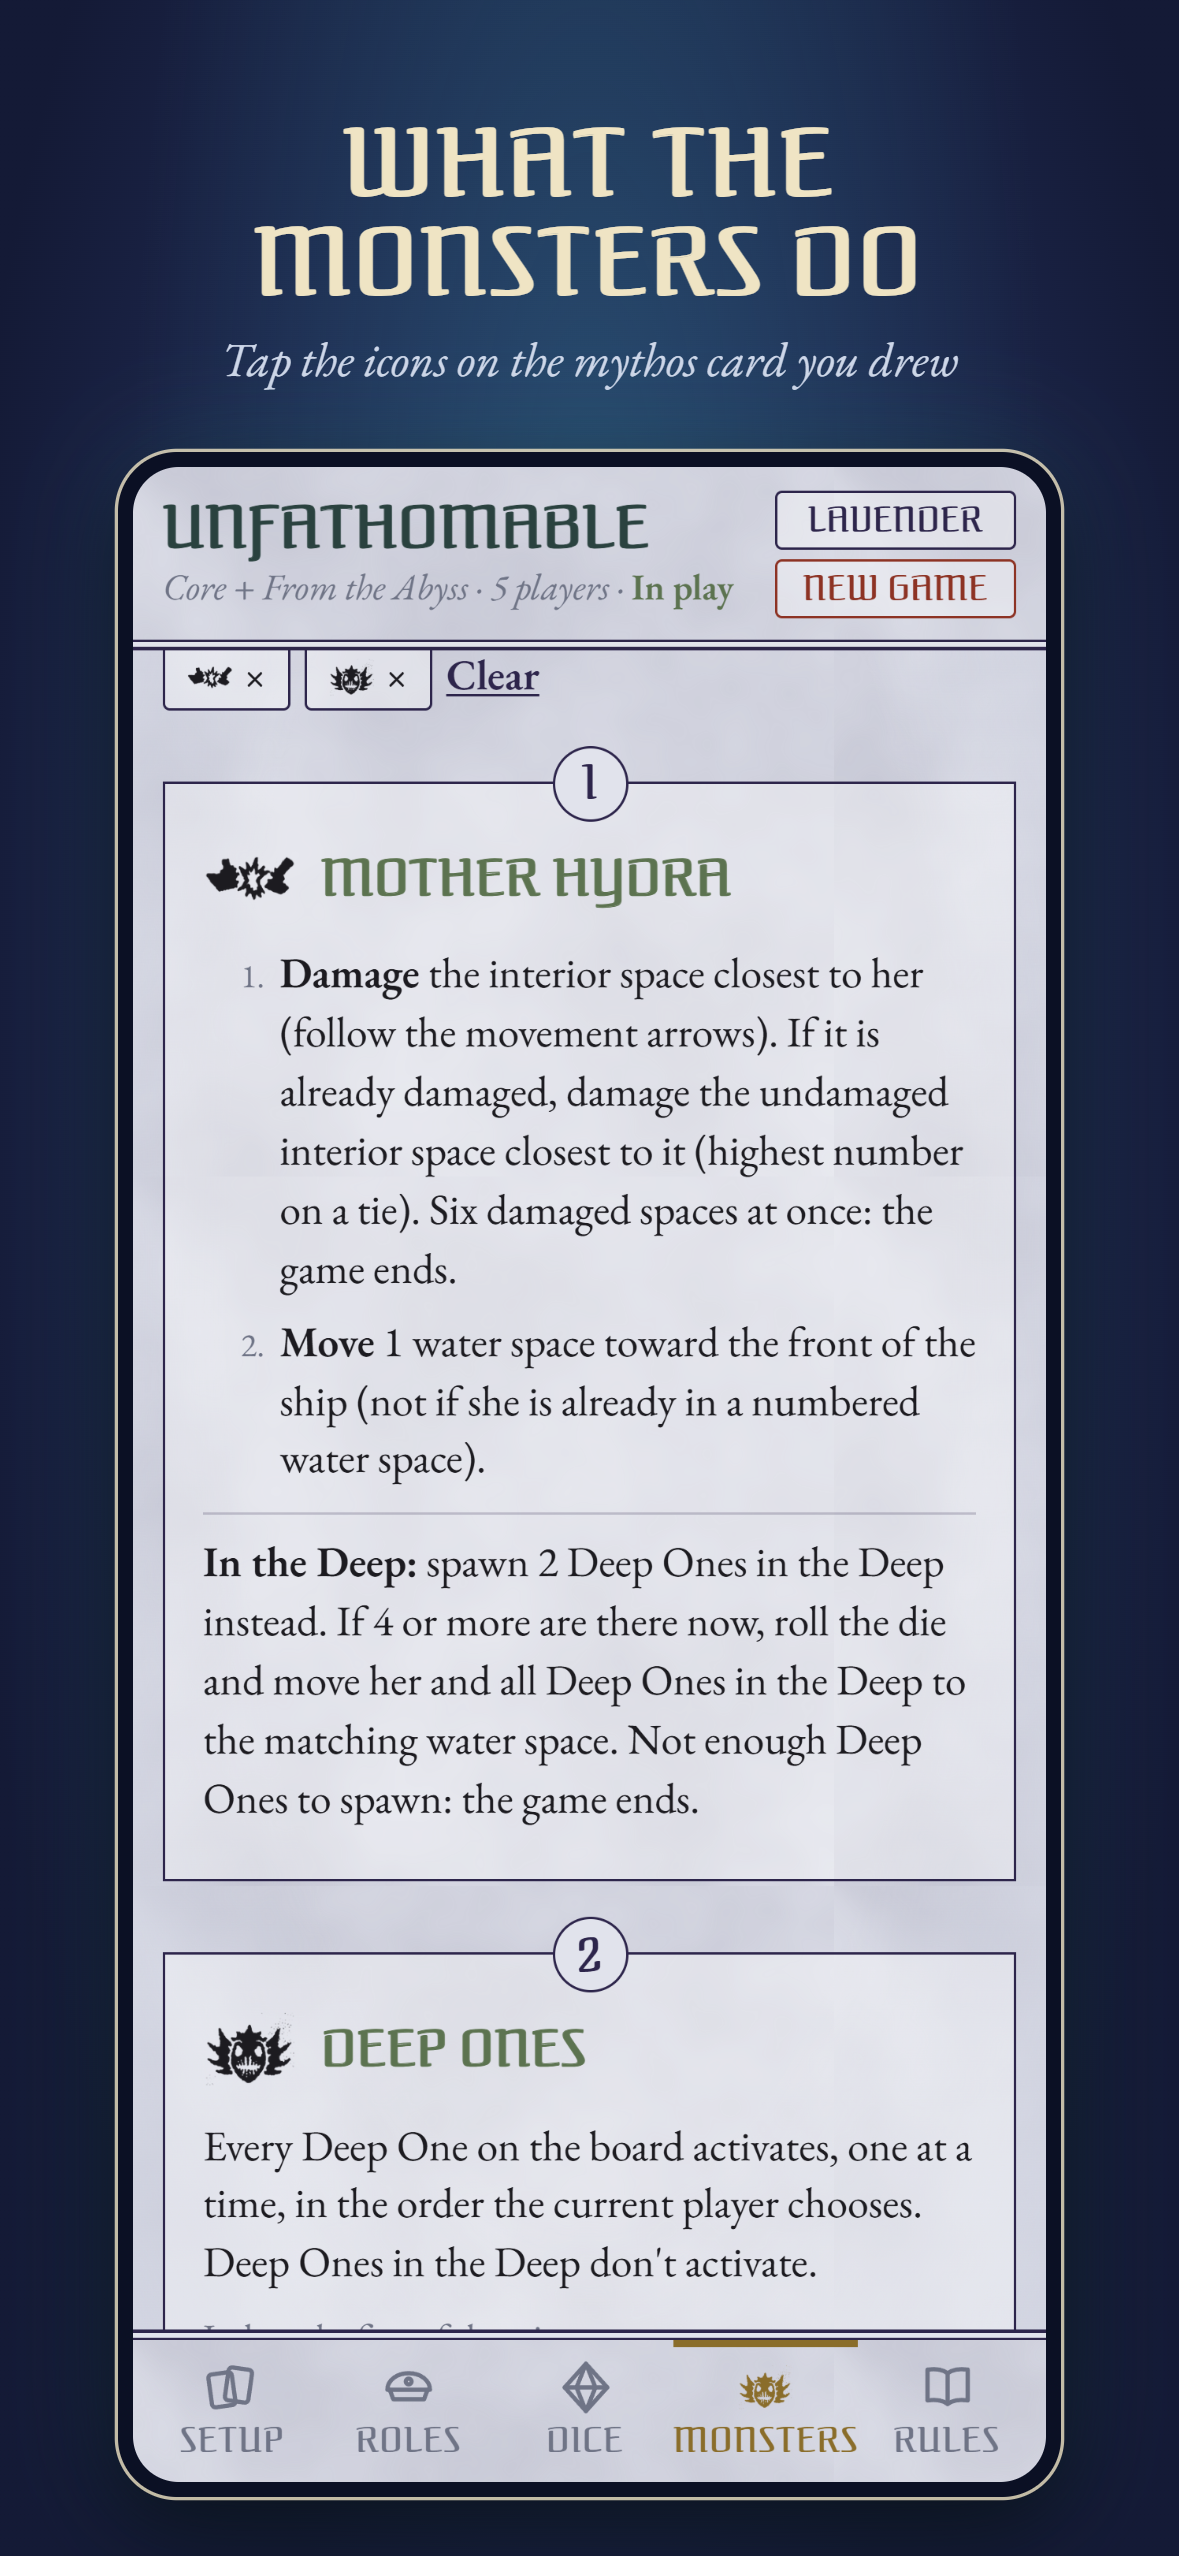 WHAT THE
MONSTERS DO
Tap the icons on the mythos card you drew
UNFATHOMABLE
Core + From the Abyss · 5 players · In play
LAVENDER
NEW GAME
× × Clear
1
MOTHER HYDRA
1. Damage the interior space closest to her
(follow the movement arrows). If it is
already damaged, damage the undamaged
interior space closest to it (highest number
on a tie). Six damaged spaces at once: the
game ends.
2. Move 1 water space toward the front of the
ship (not if she is already in a numbered
water space).
In the Deep: spawn 2 Deep Ones in the Deep
instead. If 4 or more are there now, roll the die
and move her and all Deep Ones in the Deep to
the matching water space. Not enough Deep
Ones to spawn: the game ends.
2
DEEP ONES
Every Deep One on the board activates, one at a
time, in the order the current player chooses.
Deep Ones in the Deep don't activate.
SETUP ROLES DICE MONSTERS RULES